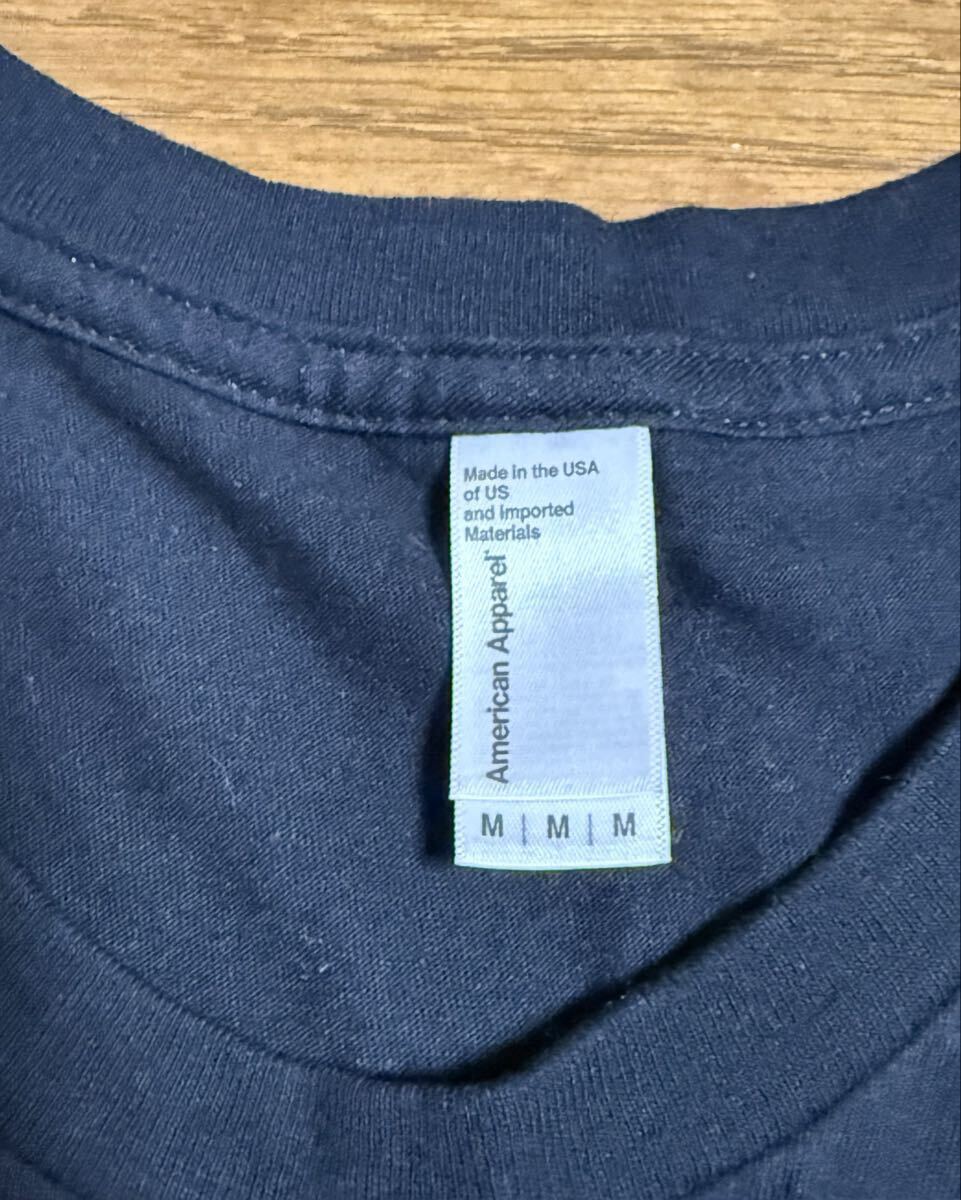 Made in the USA
of US
and Imported
Materials
American Apparel
M | M | M